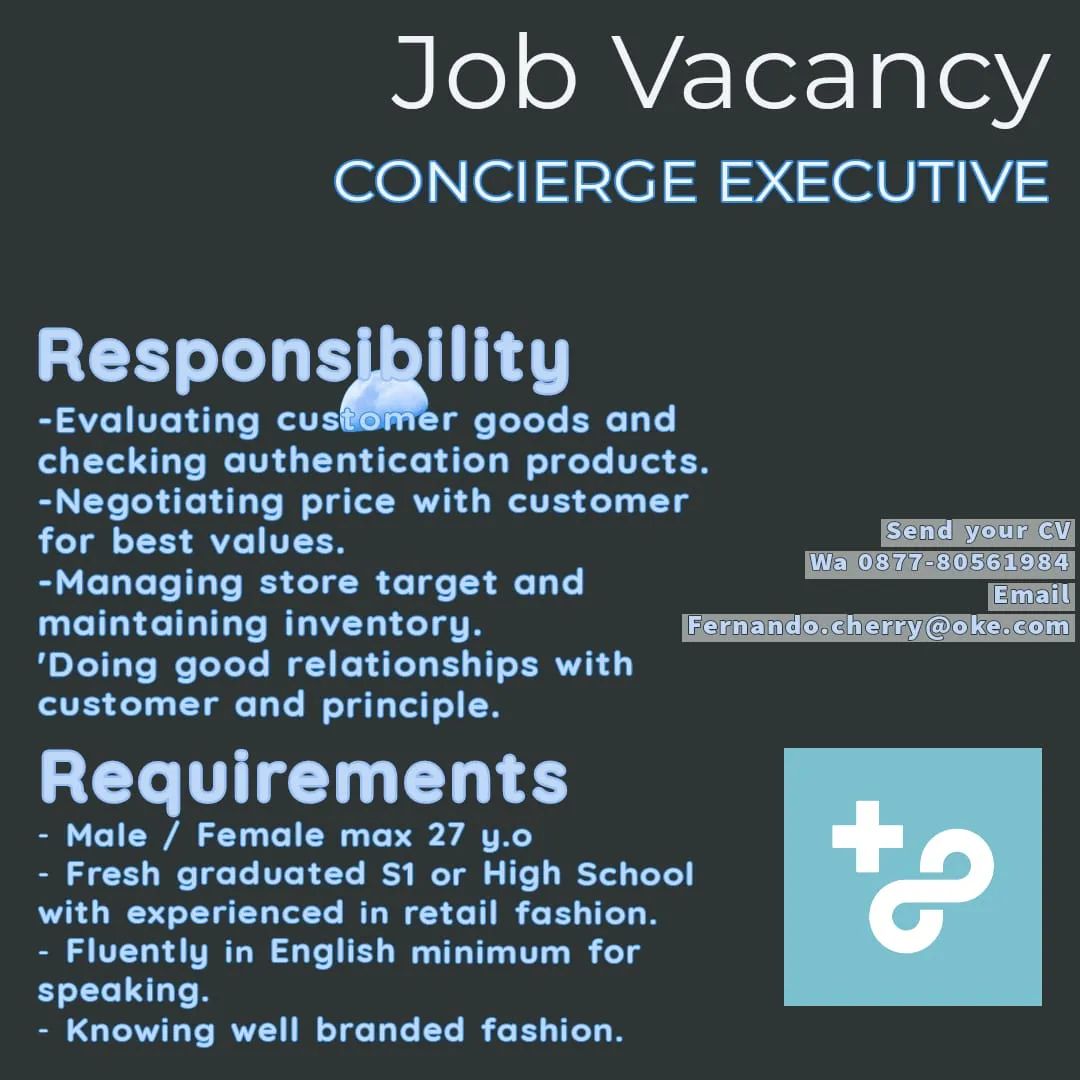 Job Vacancy
CONCIERGE EXECUTIVE
Responsibility
-Evaluating customer goods and
checking authentication products.
-Negotiating price with customer
for best values.
-Managing store target and
maintaining inventory.
'Doing good relationships with
customer and principle.
Send your CV
Wa 0877-80561984
Email
Fernando.cherry@oke.com
Requirements
- Male / Female max 27 y.o
- Fresh graduated S1 or High School
with experienced in retail fashion.
- Fluently in English minimum for
speaking.
- Knowing well branded fashion.